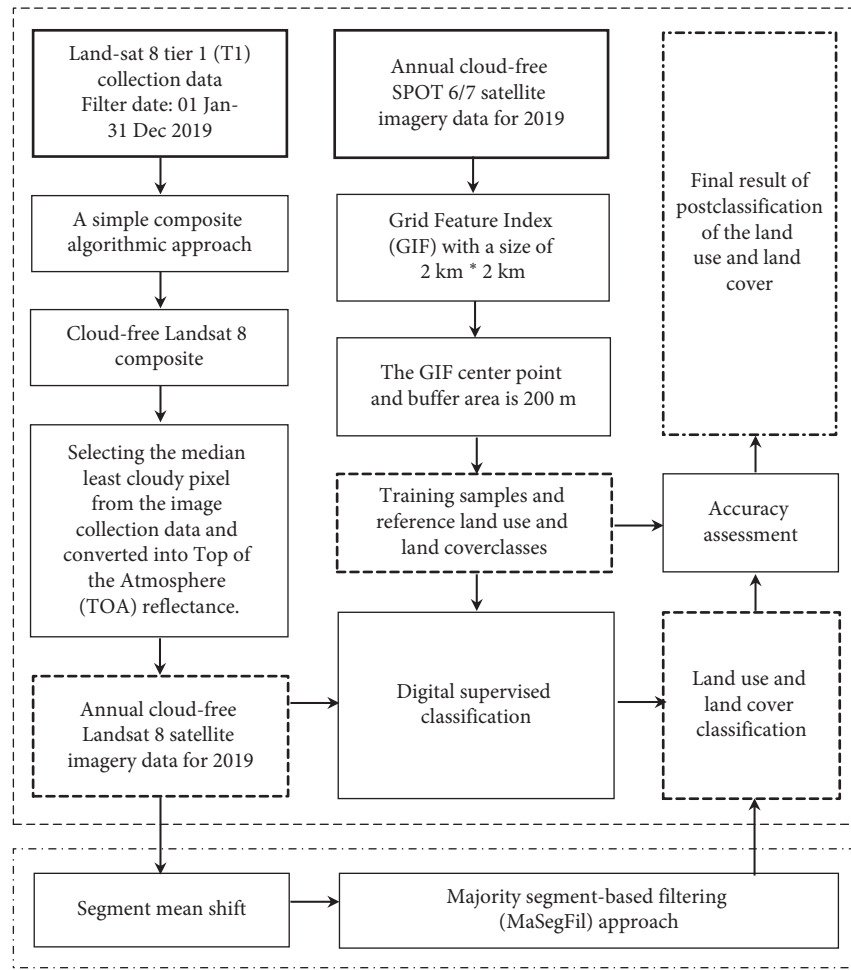 Land-sat 8 tier 1 (T1)
collection data
Filter date: 01 Jan-
31 Dec 2019
A simple composite
algorithmic approach
Cloud-free Landsat 8
composite
Selecting the median
least cloudy pixel
from the image
collection data and
converted into Top of
the Atmosphere
(TOA) reflectance.
Annual cloud-free
Landsat 8 satellite
imagery data for 2019
Annual cloud-free
SPOT 6/7 satellite
imagery data for 2019
Grid Feature Index
(GIF) with a size of
2 km * 2 km
The GIF center point
and buffer area is 200 m
Training samples and
reference land use and
land coverclasses
Digital supervised
classification
Final result of
postclassification
of the land
use and land
cover
Accuracy
assessment
Land use and
land cover
classification
Segment mean shift
Majority segment-based filtering
(MaSegFil) approach